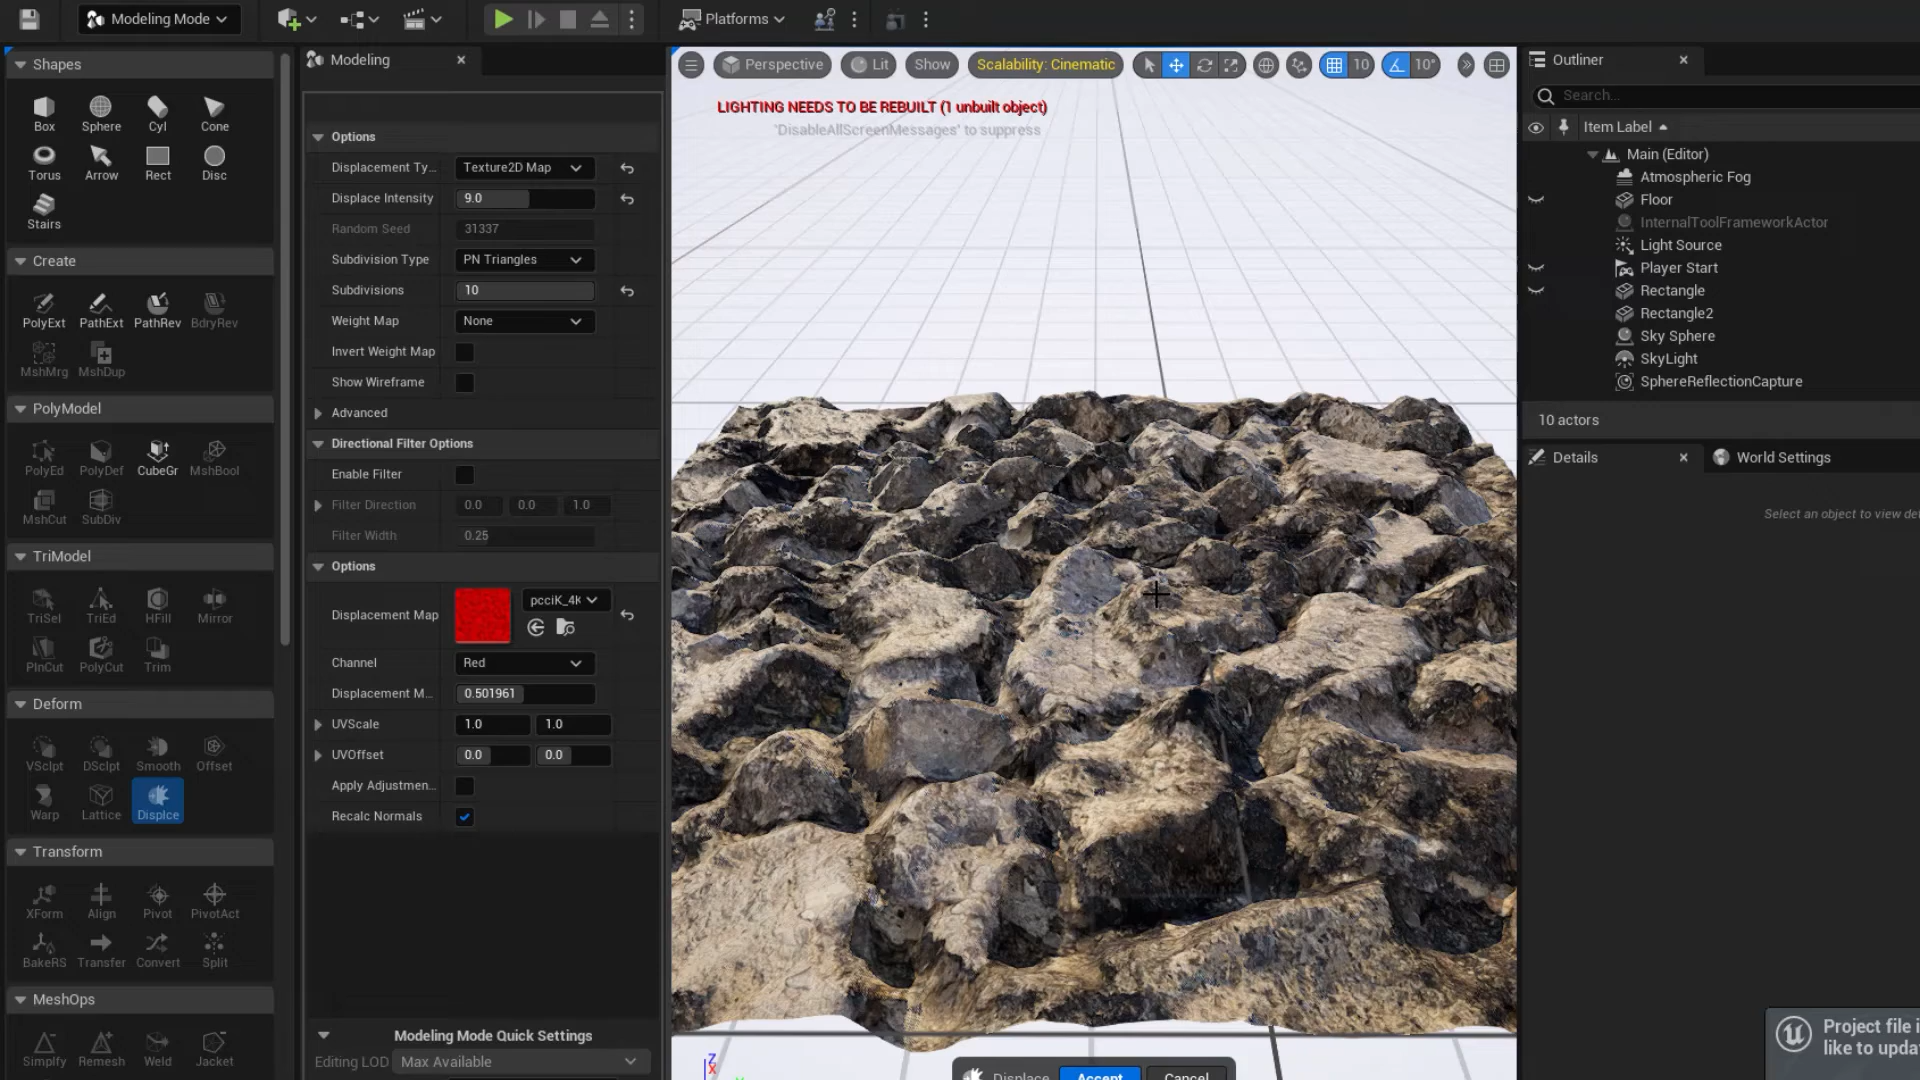 Modeling Mode
Platforms
Shapes
Box
Sphere
Cyl
Cone
Torus
Arrow
Rect
Disc
Stairs
Create
PolyExt
PathExt
PathRev
BdryRev
MshMrg
MshDup
PolyModel
PolyEd
PolyDef
CubeGr
MshBool
MshCut
SubDiv
TriModel
TriSel
TriEd
HFill
Mirror
PlnCut
PolyCut
Trim
Deform
VSclpt
DSclpt
Smooth
Offset
Warp
Lattice
Displce
Transform
XForm
Align
Pivot
PivotAct
BakeRS
Transfer
Convert
Split
MeshOps
Simplfy
Remesh
Weld
Jacket
Modeling
Options
Displacement Ty... Texture2D Map
Displace Intensity 9.0
Random Seed 31337
Subdivision Type PN Triangles
Subdivisions 10
Weight Map None
Invert Weight Map
Show Wireframe
Advanced
Directional Filter Options
Enable Filter
Filter Direction 0.0 0.0 1.0
Filter Width 0.25
Options
Displacement Map pcciK_4K
Channel Red
Displacement M... 0.501961
UVScale 1.0 1.0
UVOffset 0.0 0.0
Apply Adjustmen...
Recalc Normals
Modeling Mode Quick Settings
Editing LOD Max Available
Perspective
Lit
Show
Scalability: Cinematic
10
10°
LIGHTING NEEDS TO BE REBUILT (1 unbuilt object)
'DisableAllScreenMessages' to suppress
Z
X
Displace
Accept
Cancel
Outliner
Search...
Item Label
Main (Editor)
Atmospheric Fog
Floor
InternalToolFrameworkActor
Light Source
Player Start
Rectangle
Rectangle2
Sky Sphere
SkyLight
SphereReflectionCapture
10 actors
Details
World Settings
Select an object to view det
Project file i
like to upda